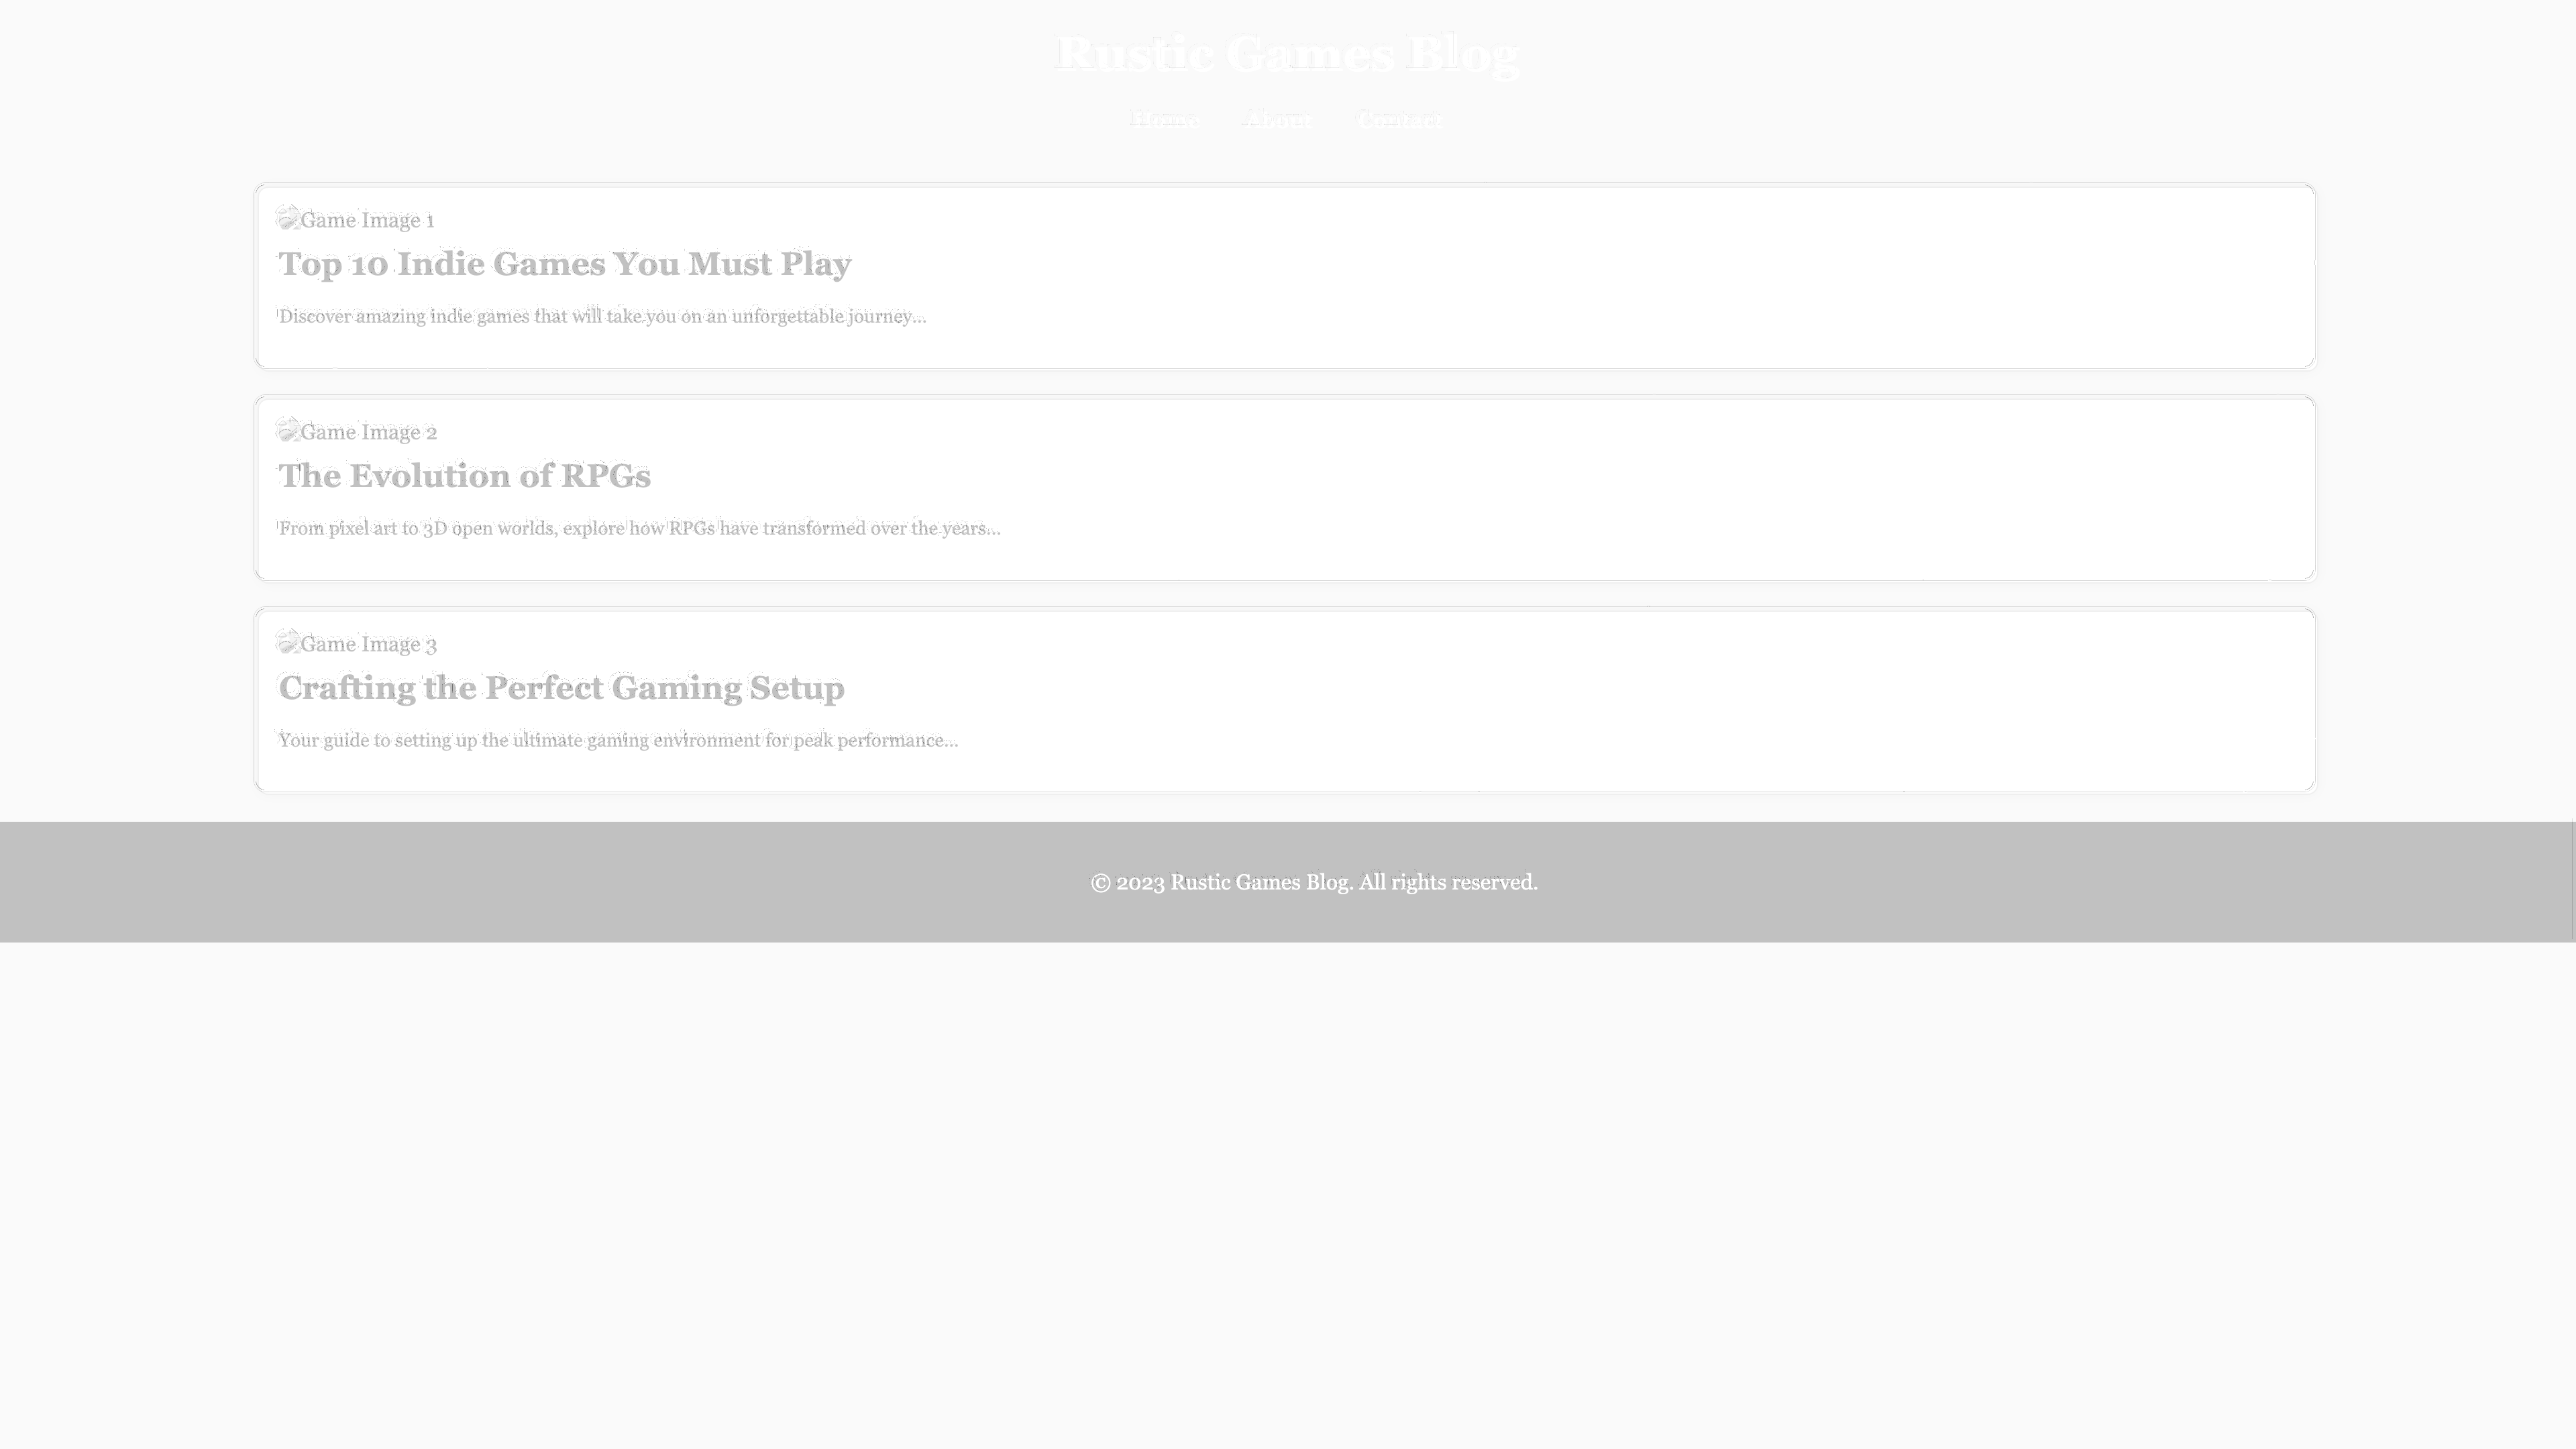 Rustic Games Blog
Home About Contact
Game Image 1
Top 10 Indie Games You Must Play
Discover amazing indie games that will take you on an unforgettable journey...
Game Image 2
The Evolution of RPGs
From pixel art to 3D open worlds, explore how RPGs have transformed over the years...
Game Image 3
Crafting the Perfect Gaming Setup
Your guide to setting up the ultimate gaming environment for peak performance...
© 2023 Rustic Games Blog. All rights reserved.